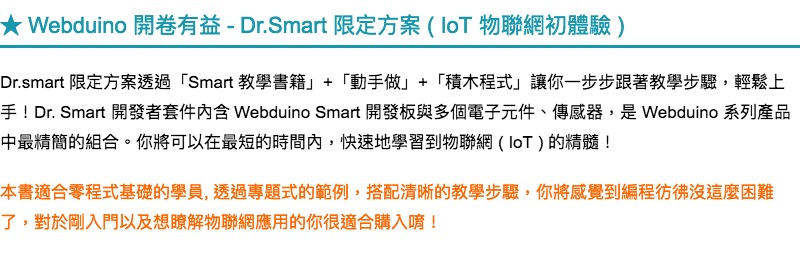 ★ Webduino 開卷有益 - Dr.Smart 限定方案 ( IoT 物聯網初體驗 )
Dr.smart 限定方案透過「Smart 教學書籍」+「動手做」+「積木程式」讓你一步步跟著教學步驟，輕鬆上
手！Dr. Smart 開發者套件內含 Webduino Smart 開發板與多個電子元件、傳感器，是 Webduino 系列產品
中最精簡的組合。你將可以在最短的時間內，快速地學習到物聯網 ( IoT ) 的精髓！
本書適合零程式基礎的學員, 透過專題式的範例，搭配清晰的教學步驟，你將感覺到編程彷彿沒這麼困難
了，對於剛入門以及想瞭解物聯網應用的你很適合購入唷！